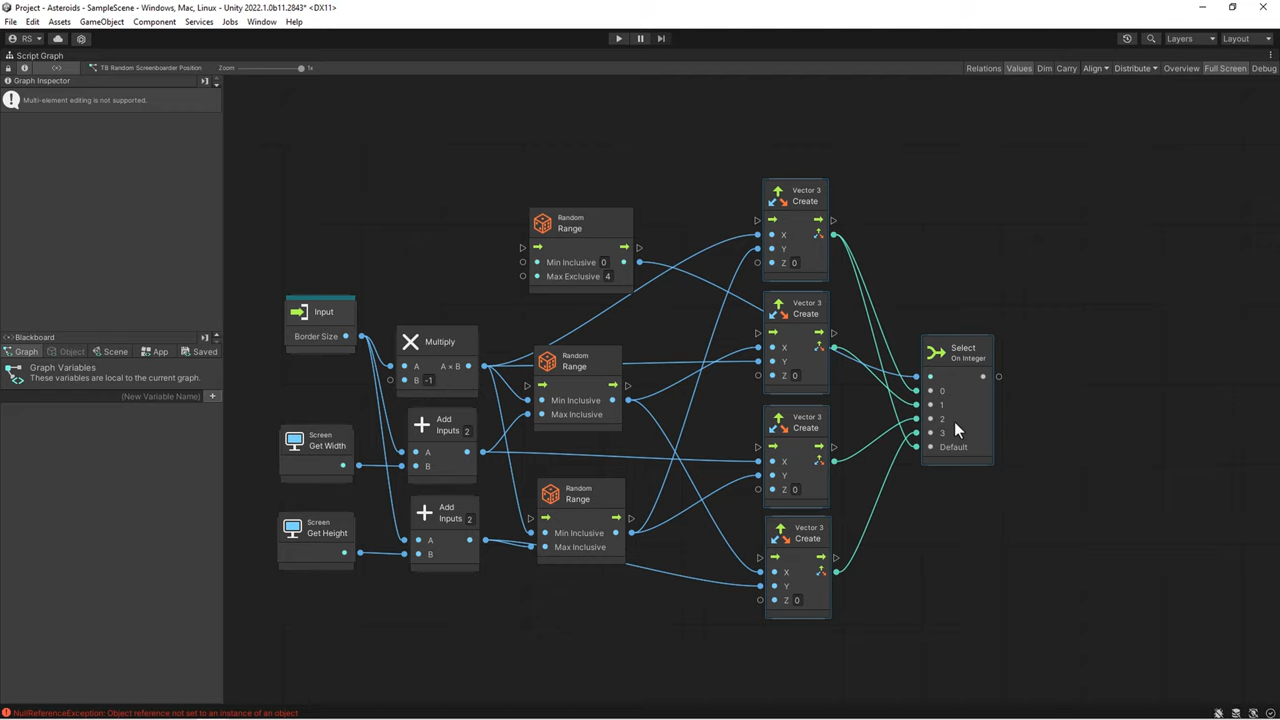 Project - Asteroids - SampleScene - Windows, Mac, Linux - Unity 2022.1.0b11.2843* <DX11>
File Edit Assets GameObject Component Services Jobs Window Help
RS Layers Layout
Script Graph
TB Random Screenborder Position Zoom 1x Relations Values Dim Carry Align Distribute Overview Full Screen Debug
Graph Inspector
Multi-element editing is not supported.
Blackboard
Graph Object Scene App Saved
Graph Variables
These variables are local to the current graph.
(New Variable Name) +
Input
Border Size
Screen
Get Width
Screen
Get Height
Multiply
A A × B
B -1
Add
Inputs 2
A
B
Add
Inputs 2
A
B
Random
Range
Min Inclusive 0
Max Exclusive 4
Random
Range
Min Inclusive
Max Inclusive
Random
Range
Min Inclusive
Max Inclusive
Vector 3
Create
X
Y
Z 0
Vector 3
Create
X
Y
Z 0
Vector 3
Create
X
Y
Z 0
Vector 3
Create
X
Y
Z 0
Select
On Integer
0
1
2
3
Default
NullReferenceException: Object reference not set to an instance of an object